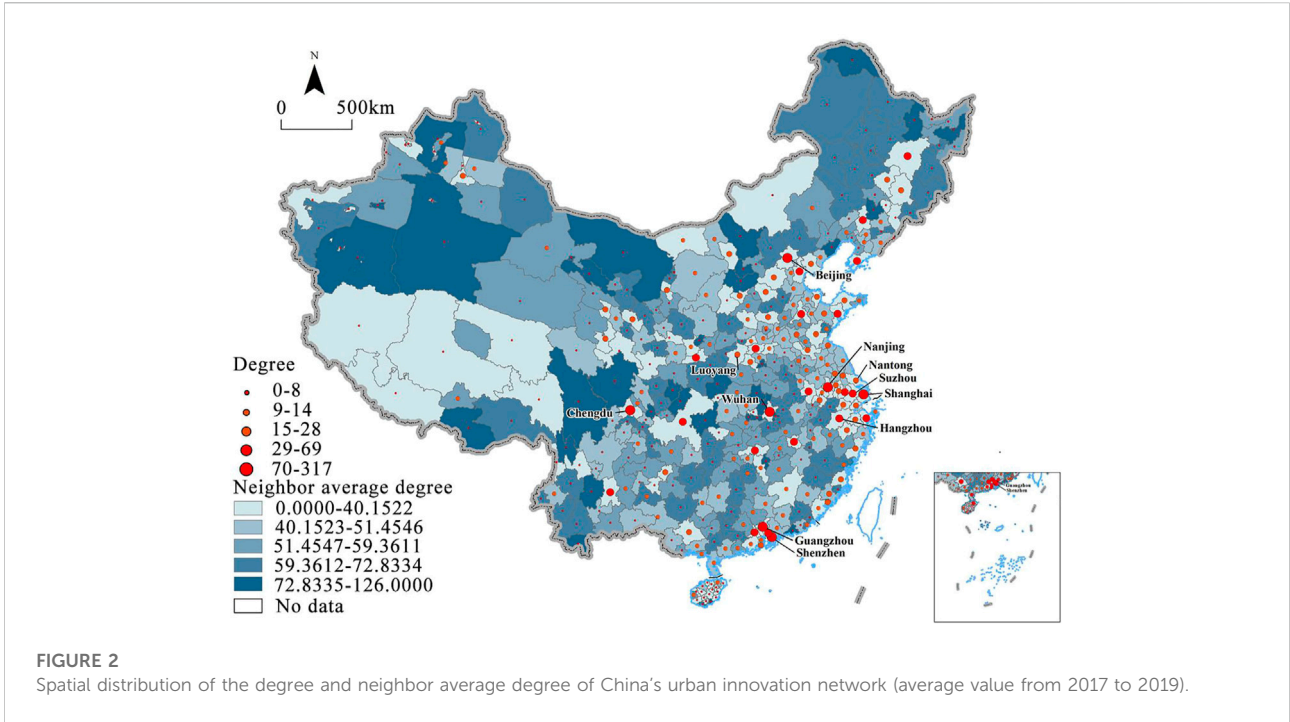 N
0 500km
Beijing
Nanjing
Nantong
Luoyang
Suzhou
Shanghai
Wuhan
Chengdu
Hangzhou
Guangzhou
Shenzhen
Guangzhou
Shenzhen
Degree
0-8
9-14
15-28
29-69
70-317
Neighbor average degree
0.0000-40.1522
40.1523-51.4546
51.4547-59.3611
59.3612-72.8334
72.8335-126.0000
No data
FIGURE 2
Spatial distribution of the degree and neighbor average degree of China's urban innovation network (average value from 2017 to 2019).